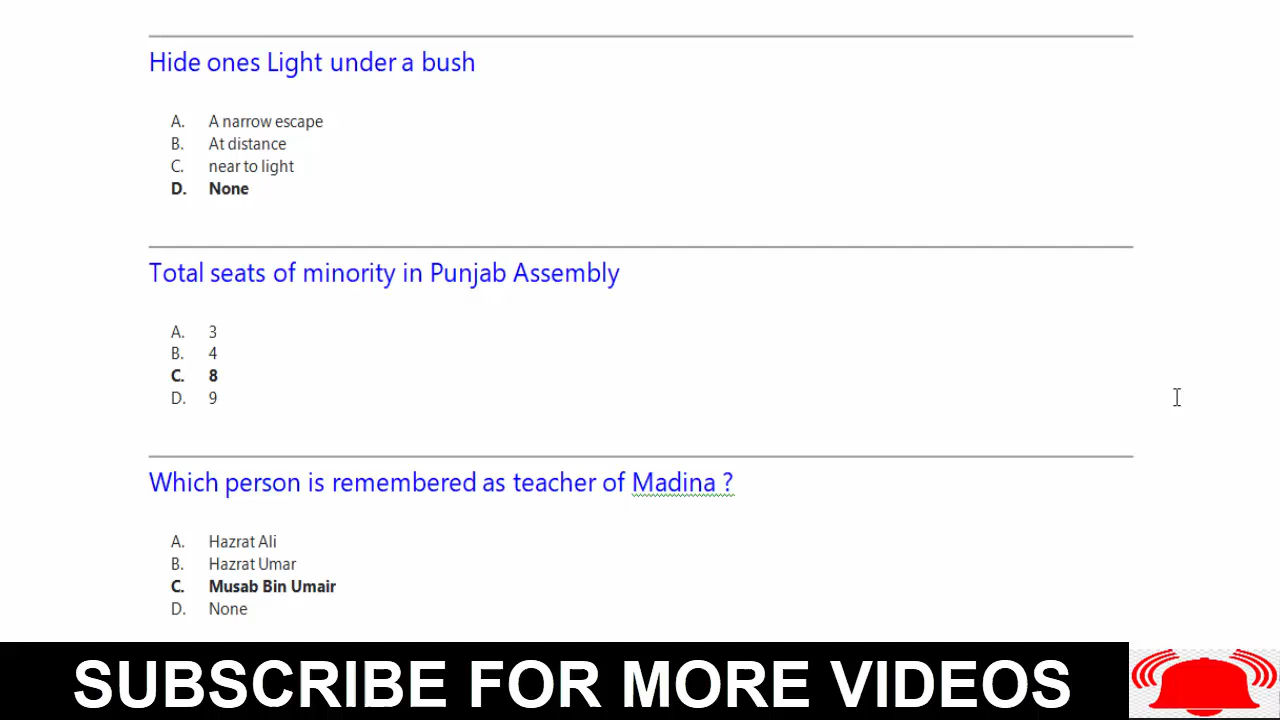 Hide ones Light under a bush
A. A narrow escape
B. At distance
C. near to light
D. None
Total seats of minority in Punjab Assembly
A. 3
B. 4
C. 8
D. 9
Which person is remembered as teacher of Madina ?
A. Hazrat Ali
B. Hazrat Umar
C. Musab Bin Umair
D. None
SUBSCRIBE FOR MORE VIDEOS